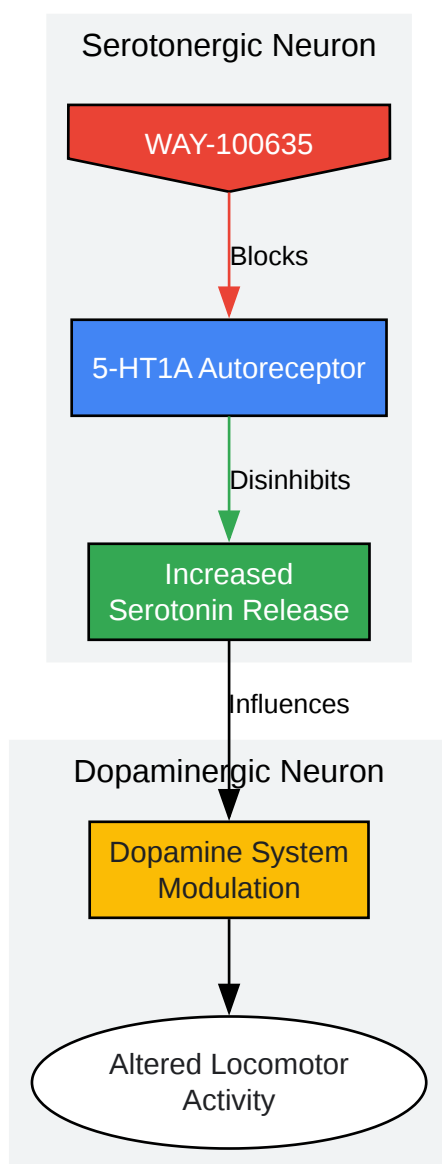 Serotonergic Neuron
WAY-100635
Blocks
5-HT1A Autoreceptor
Disinhibits
Increased
Serotonin Release
Influences
Dopaminergic Neuron
Dopamine System
Modulation
Altered Locomotor
Activity